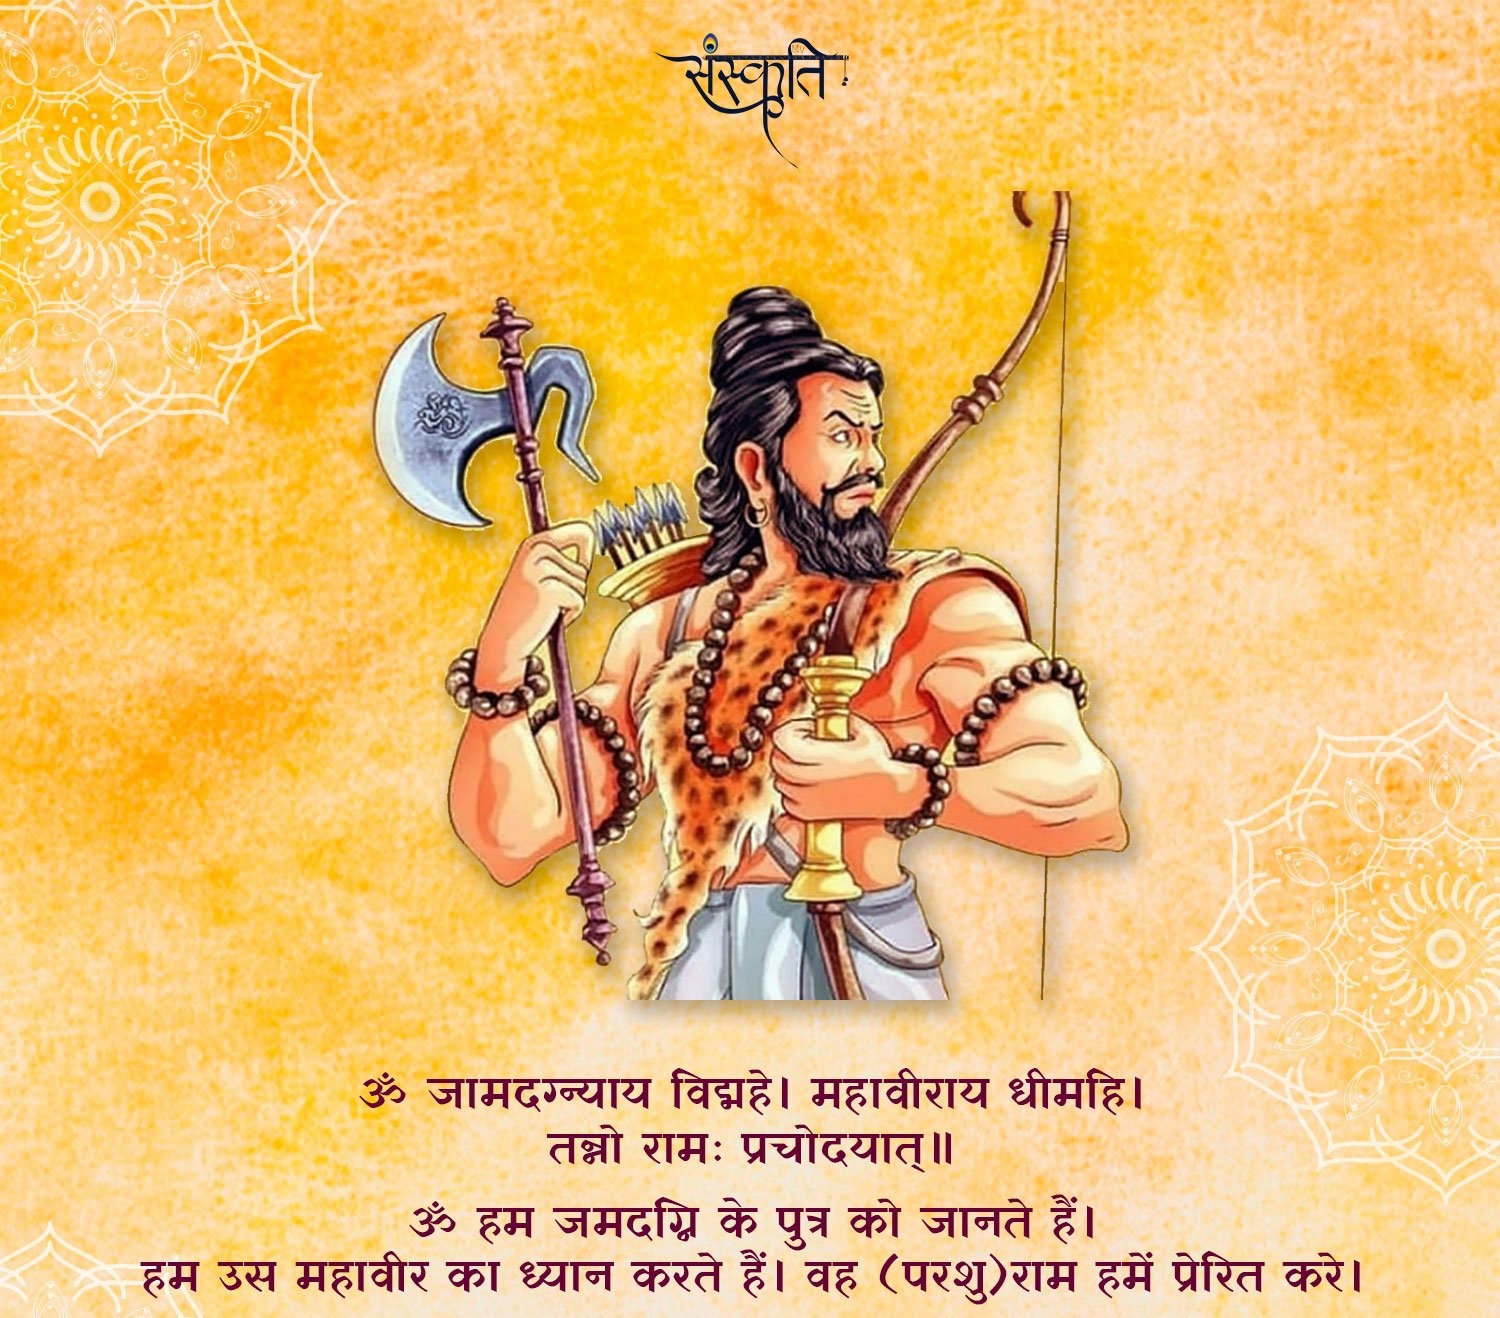 संस्कृति
ॐ जामदग्न्याय विद्महे। महावीराय धीमहि।
तन्नो रामः प्रचोदयात्॥
ॐ हम जमदग्नि के पुत्र को जानते हैं।
हम उस महावीर का ध्यान करते हैं। वह (परशु)राम हमें प्रेरित करे।